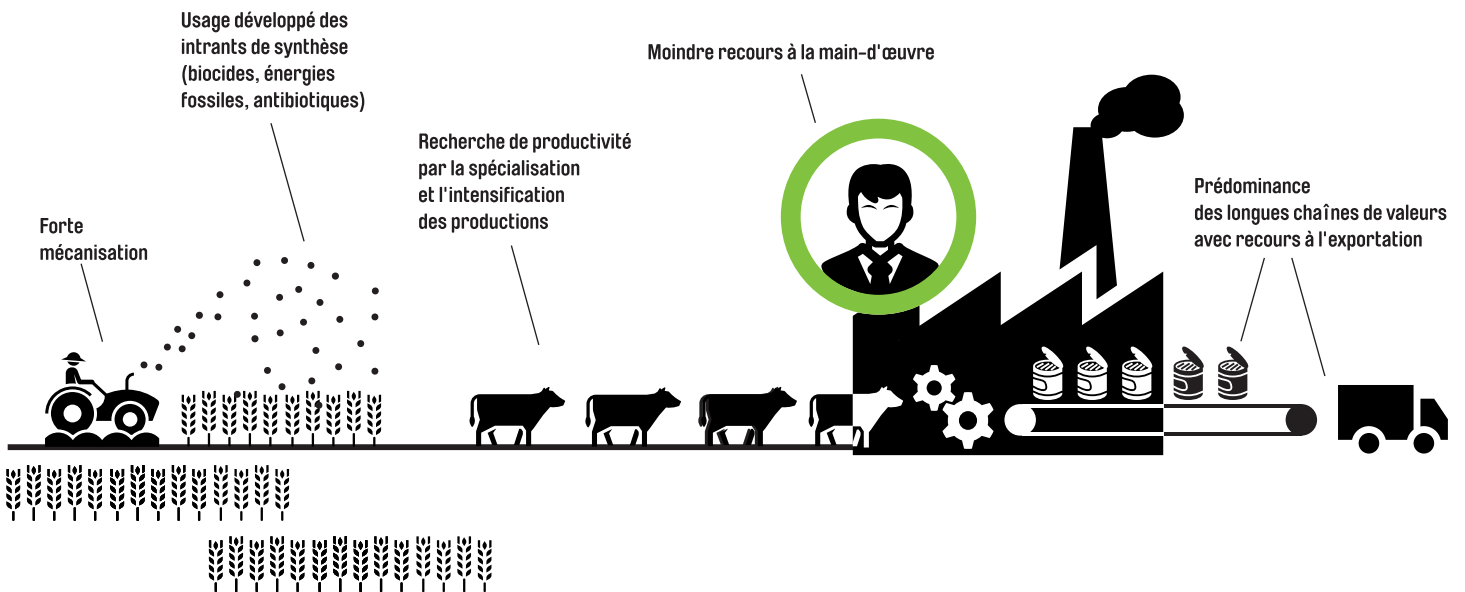 Usage développé des
intrants de synthèse
(biocides, énergies
fossiles, antibiotiques)
Moindre recours à la main-d'œuvre
Recherche de productivité
par la spécialisation
et l'intensification
des productions
Prédominance
des longues chaînes de valeurs
avec recours à l'exportation
Forte
mécanisation